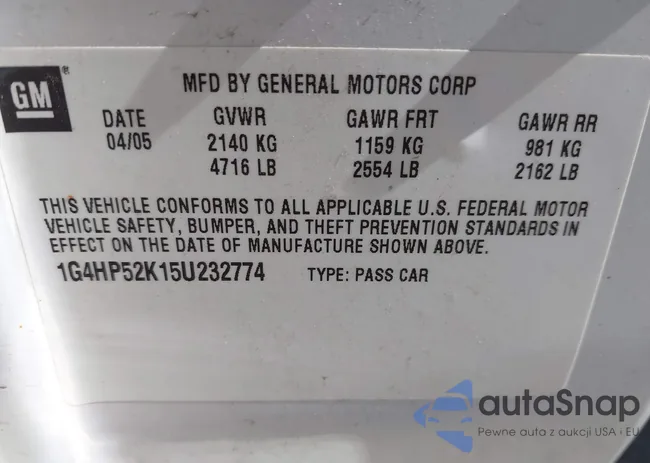 GM®
MFD BY GENERAL MOTORS CORP
DATE GVWR GAWR FRT GAWR RR
04/05 2140 KG 1159 KG 981 KG
4716 LB 2554 LB 2162 LB
THIS VEHICLE CONFORMS TO ALL APPLICABLE U.S. FEDERAL MOTOR
VEHICLE SAFETY, BUMPER, AND THEFT PREVENTION STANDARDS IN
EFFECT ON THE DATE OF MANUFACTURE SHOWN ABOVE.
1G4HP52K15U232774 TYPE: PASS CAR
autaSnap
Pewne auta z aukcji USA i EU